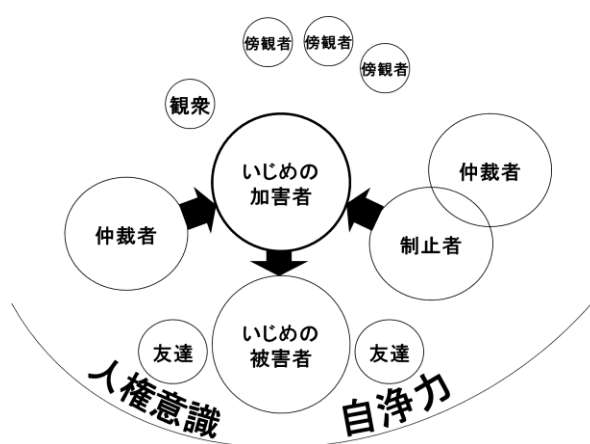 傍観者
傍観者
傍観者
観衆
いじめの
加害者
仲裁者
仲裁者
制止者
いじめの
被害者
友達
友達
人権意識
自浄力